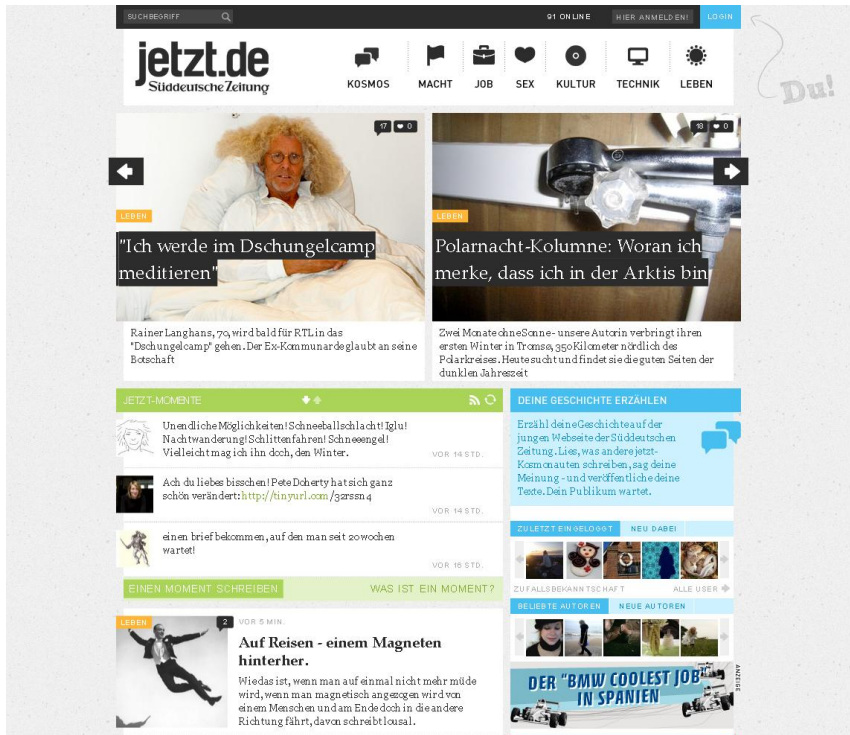 SUCHBEGRIFF
91 ONLINE
HIER ANMELDEN!
LOGIN
Du!
jetzt.de
Süddeutsche Zeitung
KOSMOS
MACHT
JOB
SEX
KULTUR
TECHNIK
LEBEN
17
0
LEBEN
"Ich werde im Dschungelcamp
meditieren"
Rainer Langhans, 70, wird bald für RTL in das
"Dschungelcamp" gehen. Der Ex-Kommunarde glaubt an seine
Botschaft
18
0
LEBEN
Polarnacht-Kolumne: Woran ich
merke, dass ich in der Arktis bin
Zwei Monate ohne Sonne - unsere Autorin verbringt ihren
ersten Winter in Tromsø, 350 Kilometer nördlich des
Polarkreises. Heute sucht und findet sie die guten Seiten der
dunklen Jahreszeit
JETZT-MOMENTE
Unendliche Möglichkeiten! Schneeballschlacht! Iglu!
Nachtwanderung! Schlittenfahren! Schneeengel!
Vielleicht mag ich ihn doch, den Winter.
VOR 14 STD.
Ach du liebes bisschen! Pete Doherty hat sich ganz
schön verändert: http://tinyurl.com/32rssn4
VOR 14 STD.
einen brief bekommen, auf den man seit 20 wochen
wartet!
VOR 16 STD.
EINEN MOMENT SCHREIBEN
WAS IST EIN MOMENT?
DEINE GESCHICHTE ERZÄHLEN
Erzähl deine Geschichte auf der
jungen Webseite der Süddeutschen
Zeitung. Lies, was andere jetzt-
Kosmonauten schreiben, sag deine
Meinung - und veröffentliche deine
Texte. Dein Publikum wartet.
ZULETZT EINGELOGGT
NEU DABEI
ZUFALLSBEKANNTSCHAFT
ALLE USER
BELIEBTE AUTOREN
NEUE AUTOREN
LEBEN
2
VOR 5 MIN.
Auf Reisen - einem Magneten
hinterher.
Wie das ist, wenn man auf einmal nicht mehr müde
wird, wenn man magnetisch angezogen wird von
einem Menschen und am Ende doch in die andere
Richtung fährt, davon schreibt lousal.
DER "BMW COOLEST JOB"
IN SPANIEN
ANZEIGE